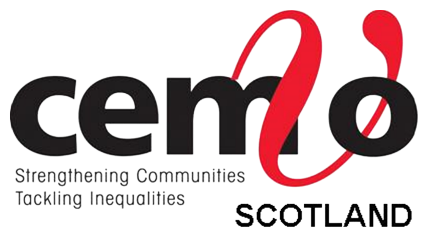 cemvo
Strengthening Communities
Tackling Inequalities
SCOTLAND